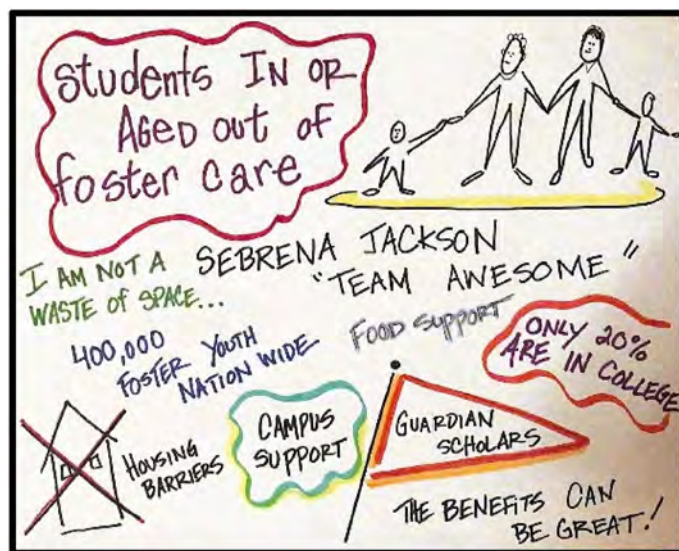 Students In or
Aged out of
foster care
Sebrena Jackson
"Team Awesome"
I am not a
waste of space...
400,000
Foster Youth
Nation Wide
Food Support
Only 20%
are in college
Housing
Barriers
Campus
Support
Guardian
Scholars
The benefits can
be great!